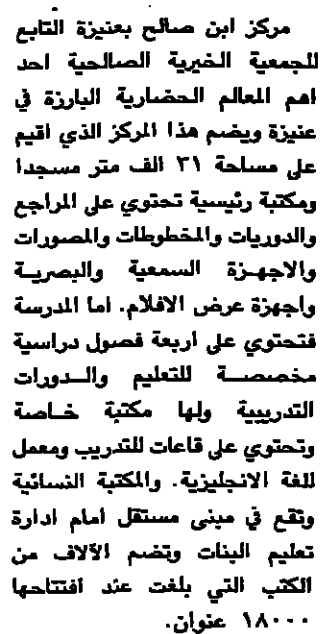 مركز ابن صالح بعنيزة التابع
للجمعية الخيرية الصالحية احد
اهم المعالم الحضارية البارزة في
عنيزة ويضم هذا المركز الذي اقيم
على مساحة ٣١ الف متر مسجدا
ومكتبة رئيسية تحتوي على المراجع
والدوريات والمخطوطات والمصورات
والاجهزة السمعية والبصرية
واجهزة عرض الافلام. اما المدرسة
فتحتوي على اربعة فصول دراسية
مخصصة للتعليم والدورات
التدريبية ولها مكتبة خاصة
وتحتوي على قاعات للتدريب ومعمل
للغة الانجليزية. والمكتبة النسائية
وتقع في مبنى مستقل امام ادارة
تعليم البنات وتضم الآلاف من
الكتب التي بلغت عند افتتاحها
١٨٠٠٠ عنوان.